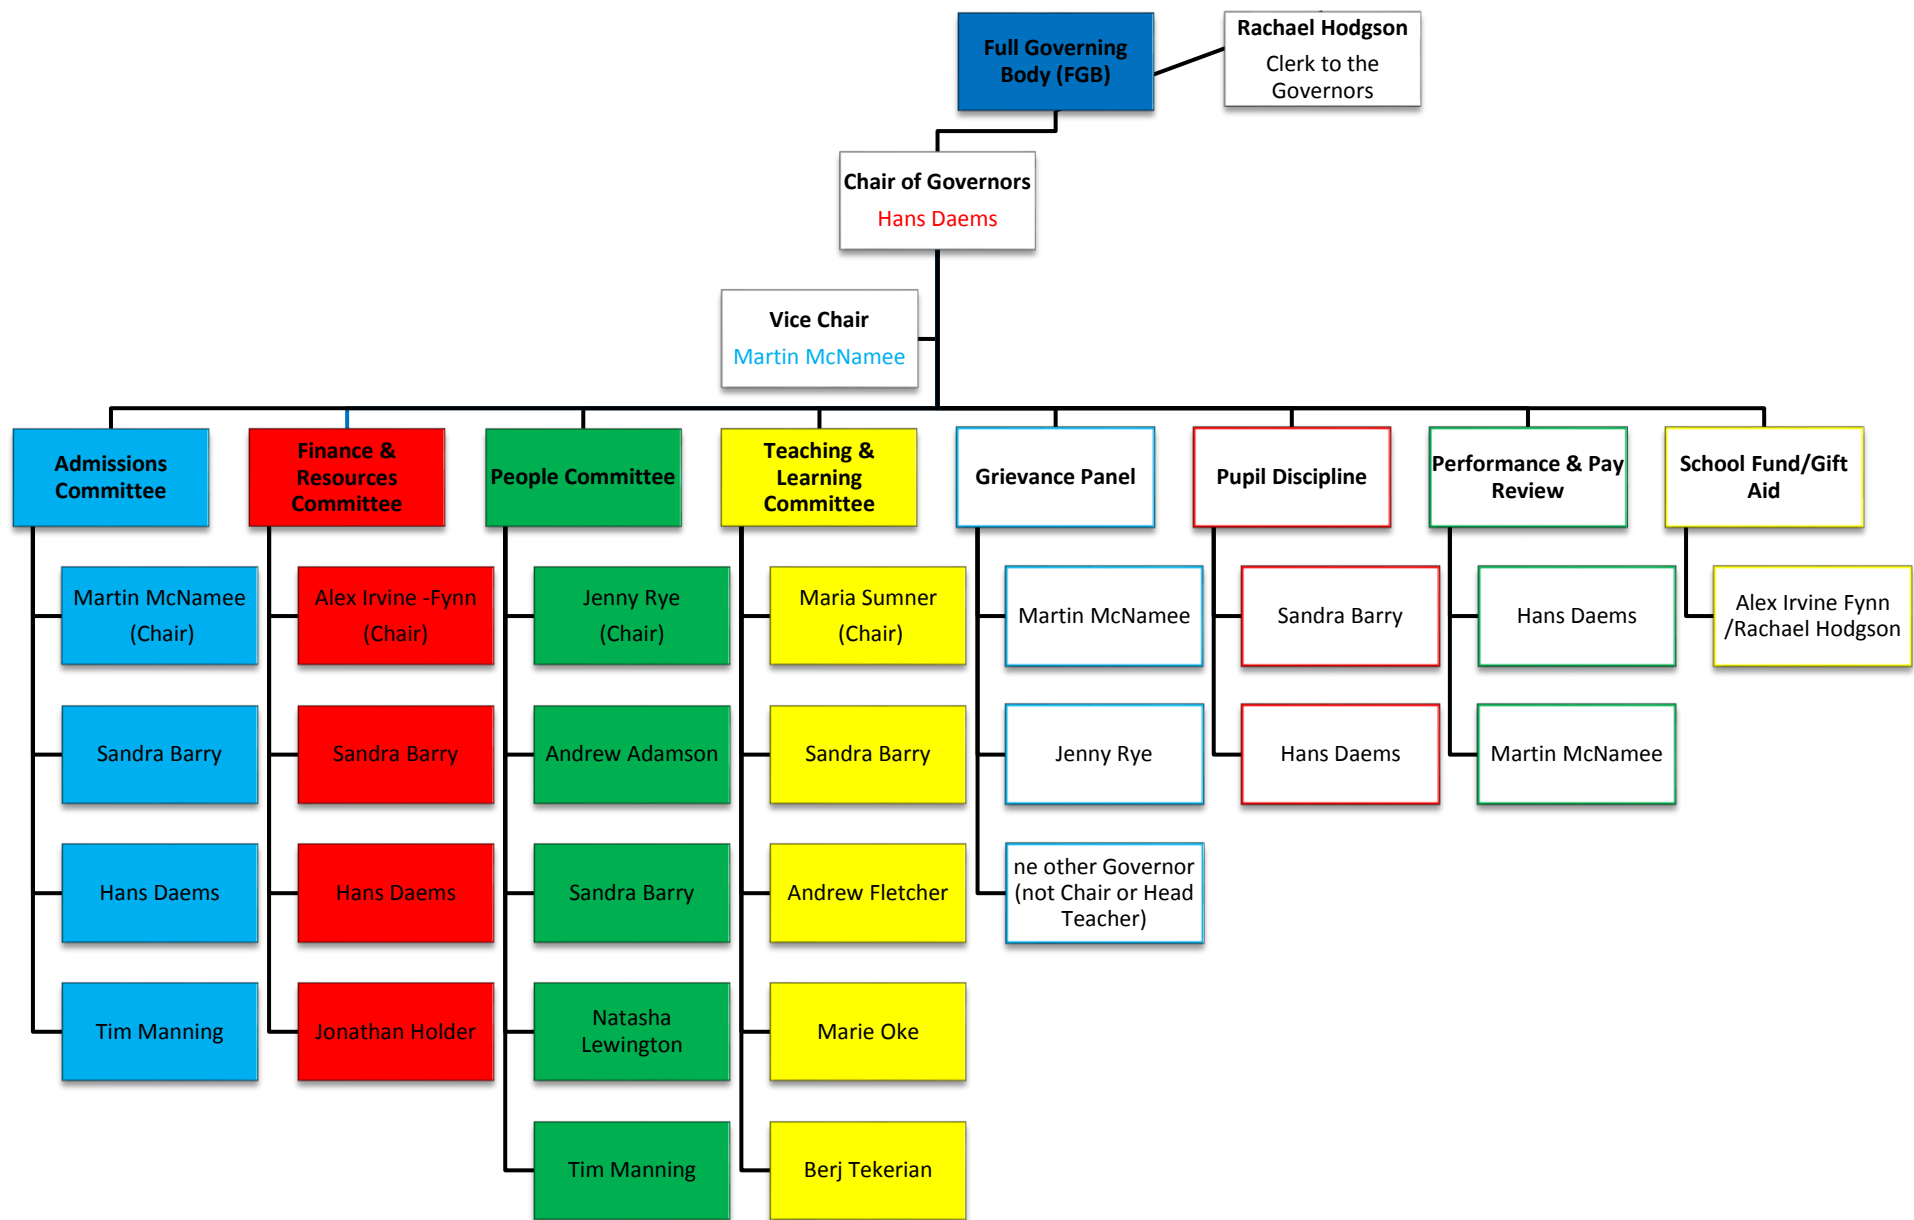 Full Governing
Body (FGB)
Rachael Hodgson
Clerk to the
Governors
Chair of Governors
Hans Daems
Vice Chair
Martin McNamee
Admissions
Committee
Martin McNamee
(Chair)
Sandra Barry
Hans Daems
Tim Manning
Finance &
Resources
Committee
Alex Irvine -Fynn
(Chair)
Sandra Barry
Hans Daems
Jonathan Holder
People Committee
Jenny Rye
(Chair)
Andrew Adamson
Sandra Barry
Natasha
Lewington
Tim Manning
Teaching &
Learning
Committee
Maria Sumner
(Chair)
Sandra Barry
Andrew Fletcher
Marie Oke
Berj Tekerian
Grievance Panel
Martin McNamee
Jenny Rye
ne other Governor
(not Chair or Head
Teacher)
Pupil Discipline
Sandra Barry
Hans Daems
Performance & Pay
Review
Hans Daems
Martin McNamee
School Fund/Gift
Aid
Alex Irvine Fynn
/Rachael Hodgson